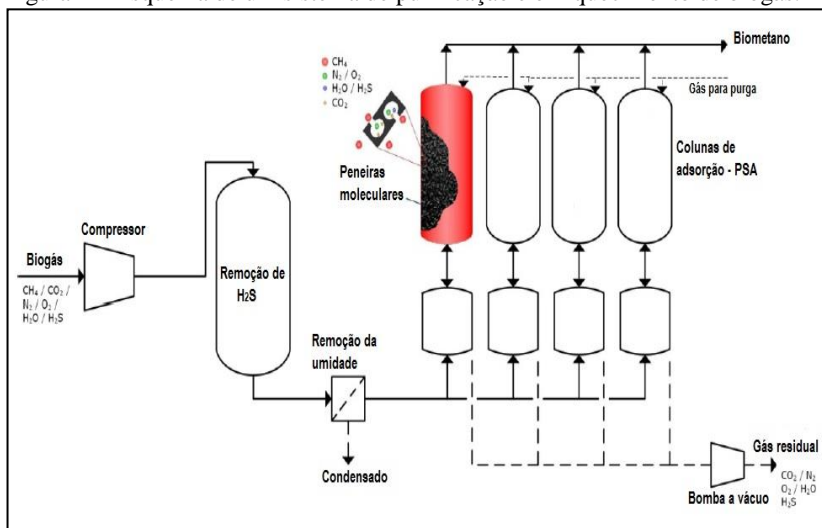 Biometano
CH₄
N₂ / O₂
H₂O / H₂S
CO₂
Gás para purga
Colunas de
adsorção - PSA
Peneiras
moleculares
Compressor
Biogás
CH₄ / CO₂ /
N₂ / O₂ /
H₂O / H₂S
Remoção de
H2S
Remoção da
umidade
Condensado
Gás residual
CO₂ / N₂
O₂ / H₂O
H₂S
Bomba a vácuo